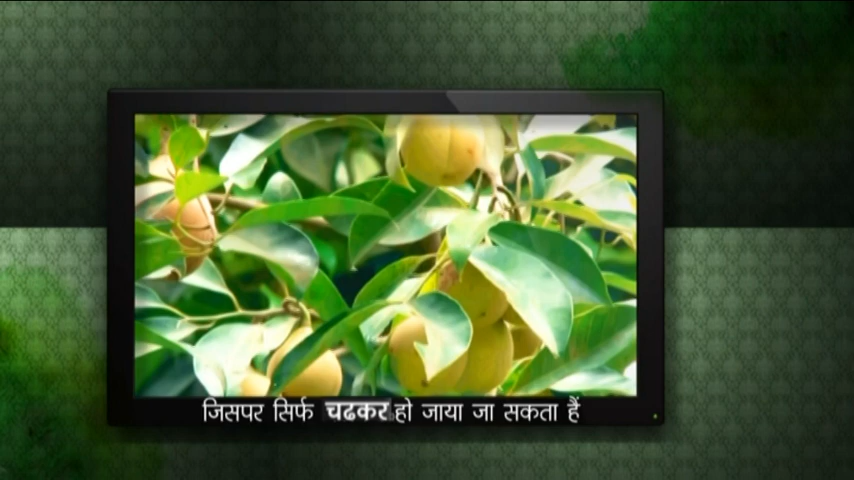 जिसपर सिर्फ चढकर हो जाया जा सकता हैं